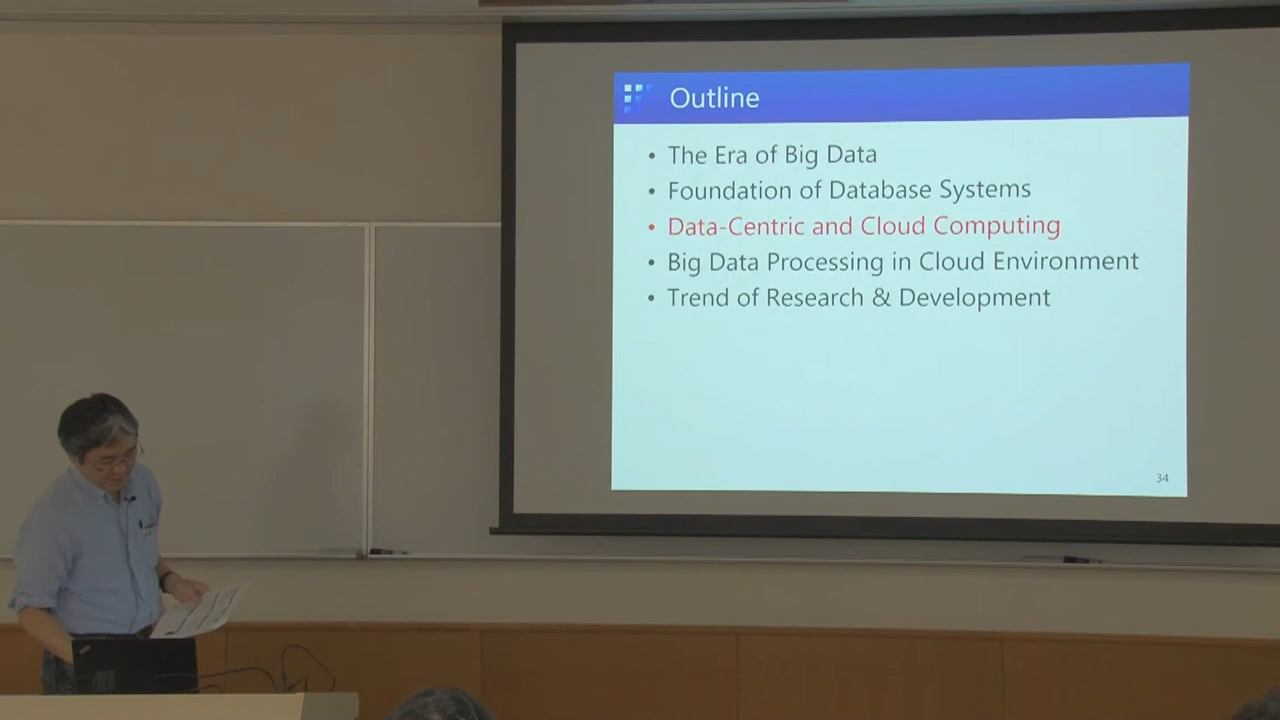 Outline
• The Era of Big Data
• Foundation of Database Systems
• Data-Centric and Cloud Computing
• Big Data Processing in Cloud Environment
• Trend of Research & Development
34